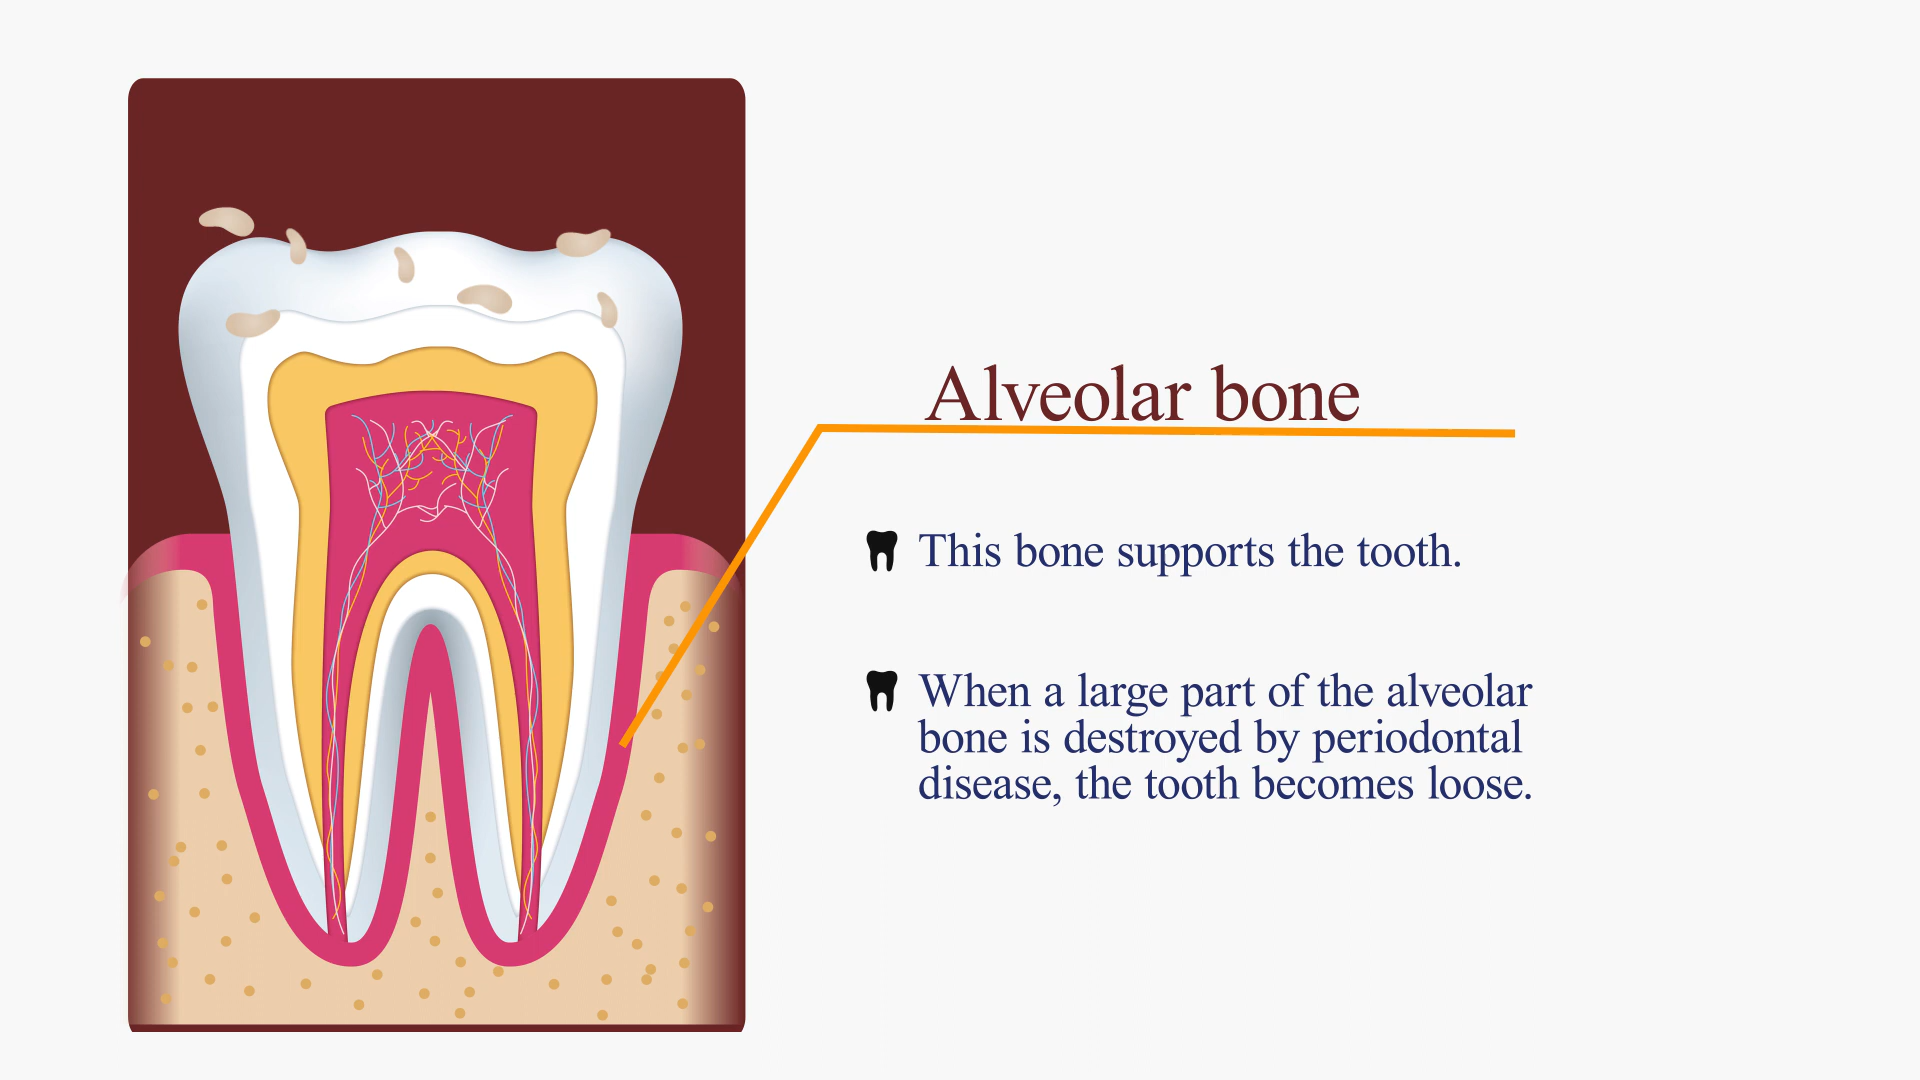 Alveolar bone
This bone supports the tooth.
When a large part of the alveolar
bone is destroyed by periodontal
disease, the tooth becomes loose.